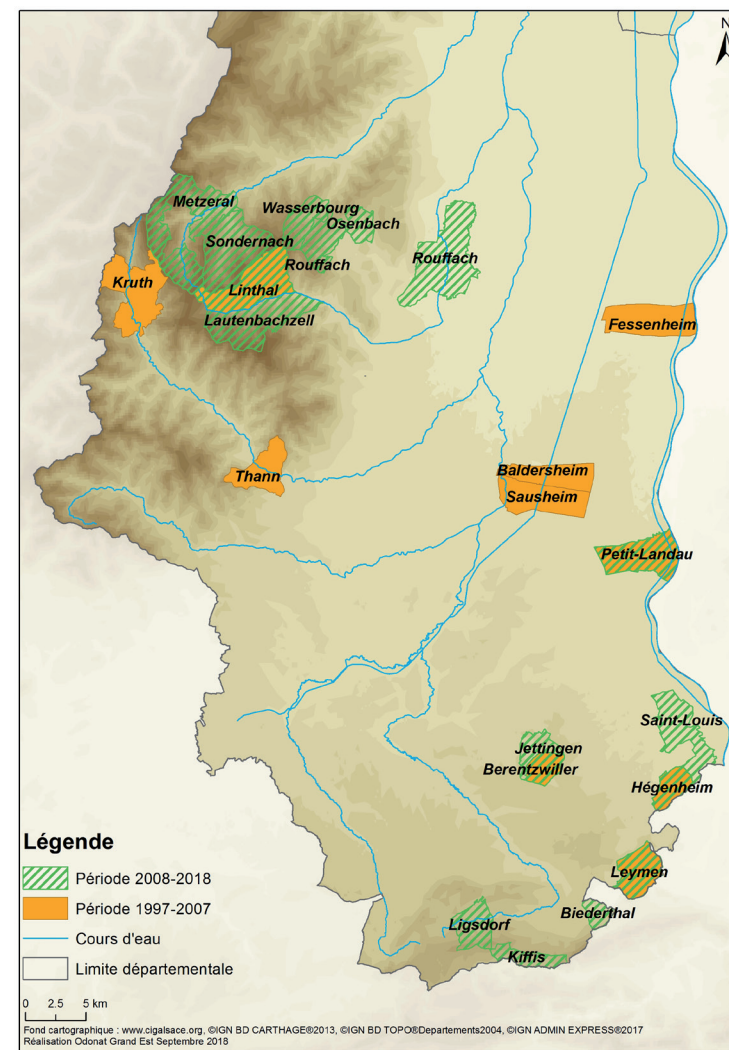 N
Metzeral
Wasserbourg
Osenbach
Sondernach
Rouffach
Rouffach
Kruth
Linthal
Lautenbachzell
Fessenheim
Thann
Baldersheim
Sausheim
Petit-Landau
Saint-Louis
Jettingen
Berentzwiller
Hégenheim
Leymen
Biederthal
Ligsdorf
Kiffis
Légende
Période 2008-2018
Période 1997-2007
Cours d'eau
Limite départementale
0 2.5 5 km
Fond cartographique : www.cigalsace.org, ©IGN BD CARTHAGE®2013, ©IGN BD TOPO®Departements2004, ©IGN ADMIN EXPRESS®2017
Réalisation Odonat Grand Est Septembre 2018